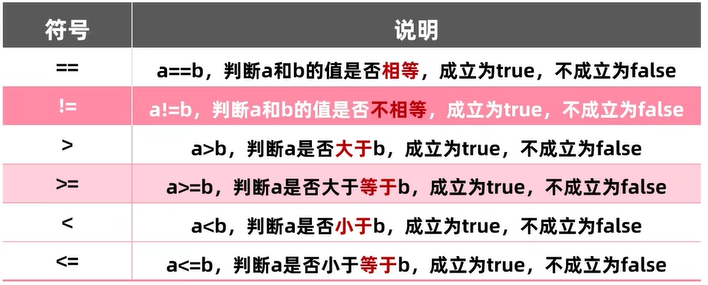 符号 说明
== a==b，判断a和b的值是否相等，成立为true，不成立为false
!= a!=b，判断a和b的值是否不相等，成立为true，不成立为false
> a>b，判断a是否大于b，成立为true，不成立为false
>= a>=b，判断a是否大于等于b，成立为true，不成立为false
< a<b，判断a是否小于b，成立为true，不成立为false
<= a<=b，判断a是否小于等于b，成立为true，不成立为false